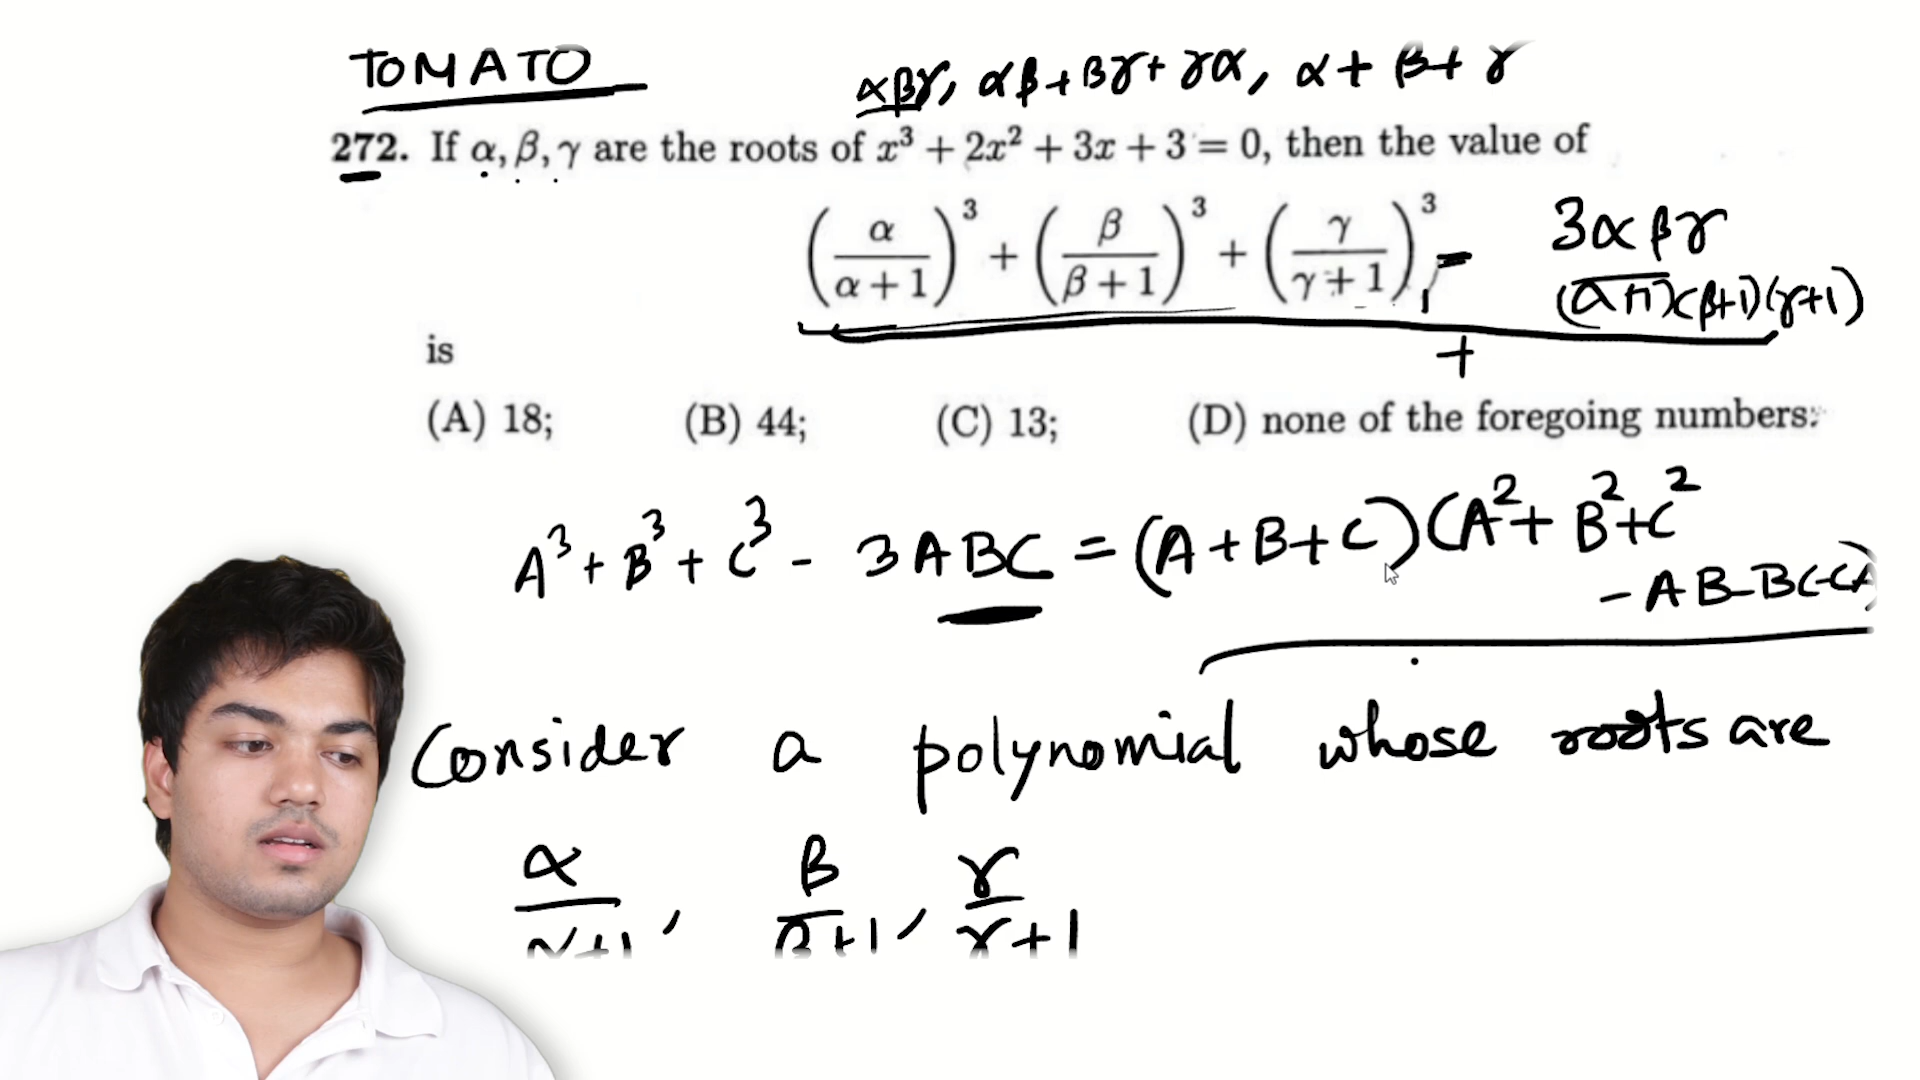 TOMATO
αβγ, αβ+βγ+γα, α+β+γ
272. If α, β, γ are the roots of x³ + 2x² + 3x + 3 = 0, then the value of
(α/(α+1))³ + (β/(β+1))³ + (γ/(γ+1))³ - 3αβγ/(α+1)(β+1)(γ+1)
+
is
(A) 18; (B) 44; (C) 13; (D) none of the foregoing numbers.
A³ + B³ + C³ - 3ABC = (A+B+C)(A²+B²+C²
-AB-BC-CA)
Consider a polynomial whose roots are
α/(α+1), β/(β+1), γ/(γ+1)